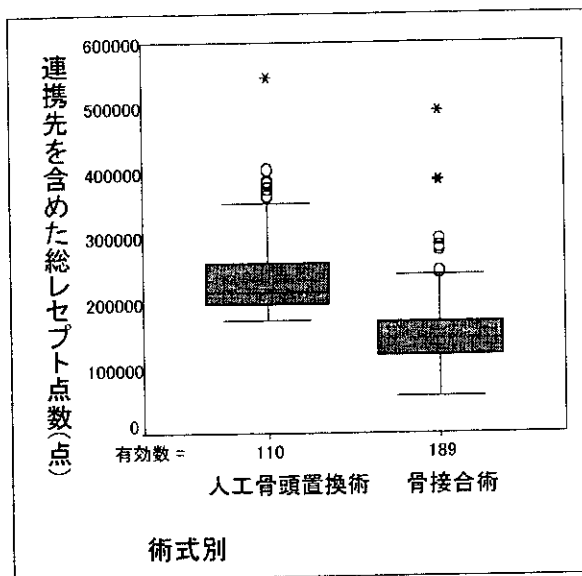 連携先を含めた総レセプト点数(点)
600000
500000
400000
300000
200000
100000
0
有効数 =
110
189
人工骨頭置換術
骨接合術
術式別